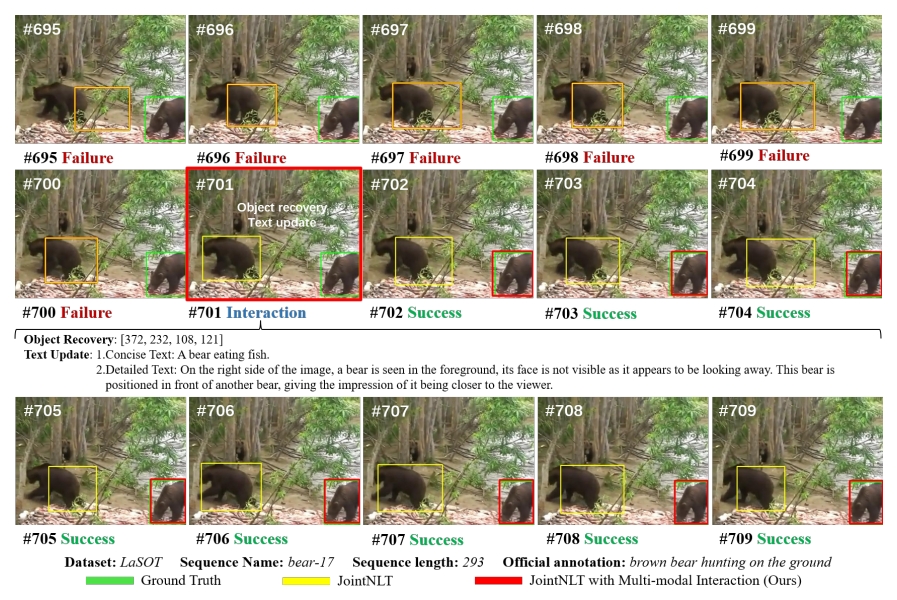 #695 #696 #697 #698 #699
#695 Failure #696 Failure #697 Failure #698 Failure #699 Failure
#700 #701 #702 #703 #704
Object recovery
Text update
#700 Failure #701 Interaction #702 Success #703 Success #704 Success
Object Recovery: [372, 232, 108, 121]
Text Update: 1.Concise Text: A bear eating fish.
2.Detailed Text: On the right side of the image, a bear is seen in the foreground, its face is not visible as it appears to be looking away. This bear is
positioned in front of another bear, giving the impression of it being closer to the viewer.
#705 #706 #707 #708 #709
#705 Success #706 Success #707 Success #708 Success #709 Success
Dataset: LaSOT Sequence Name: bear-17 Sequence length: 293 Official annotation: brown bear hunting on the ground
Ground Truth JointNLT JointNLT with Multi-modal Interaction (Ours)